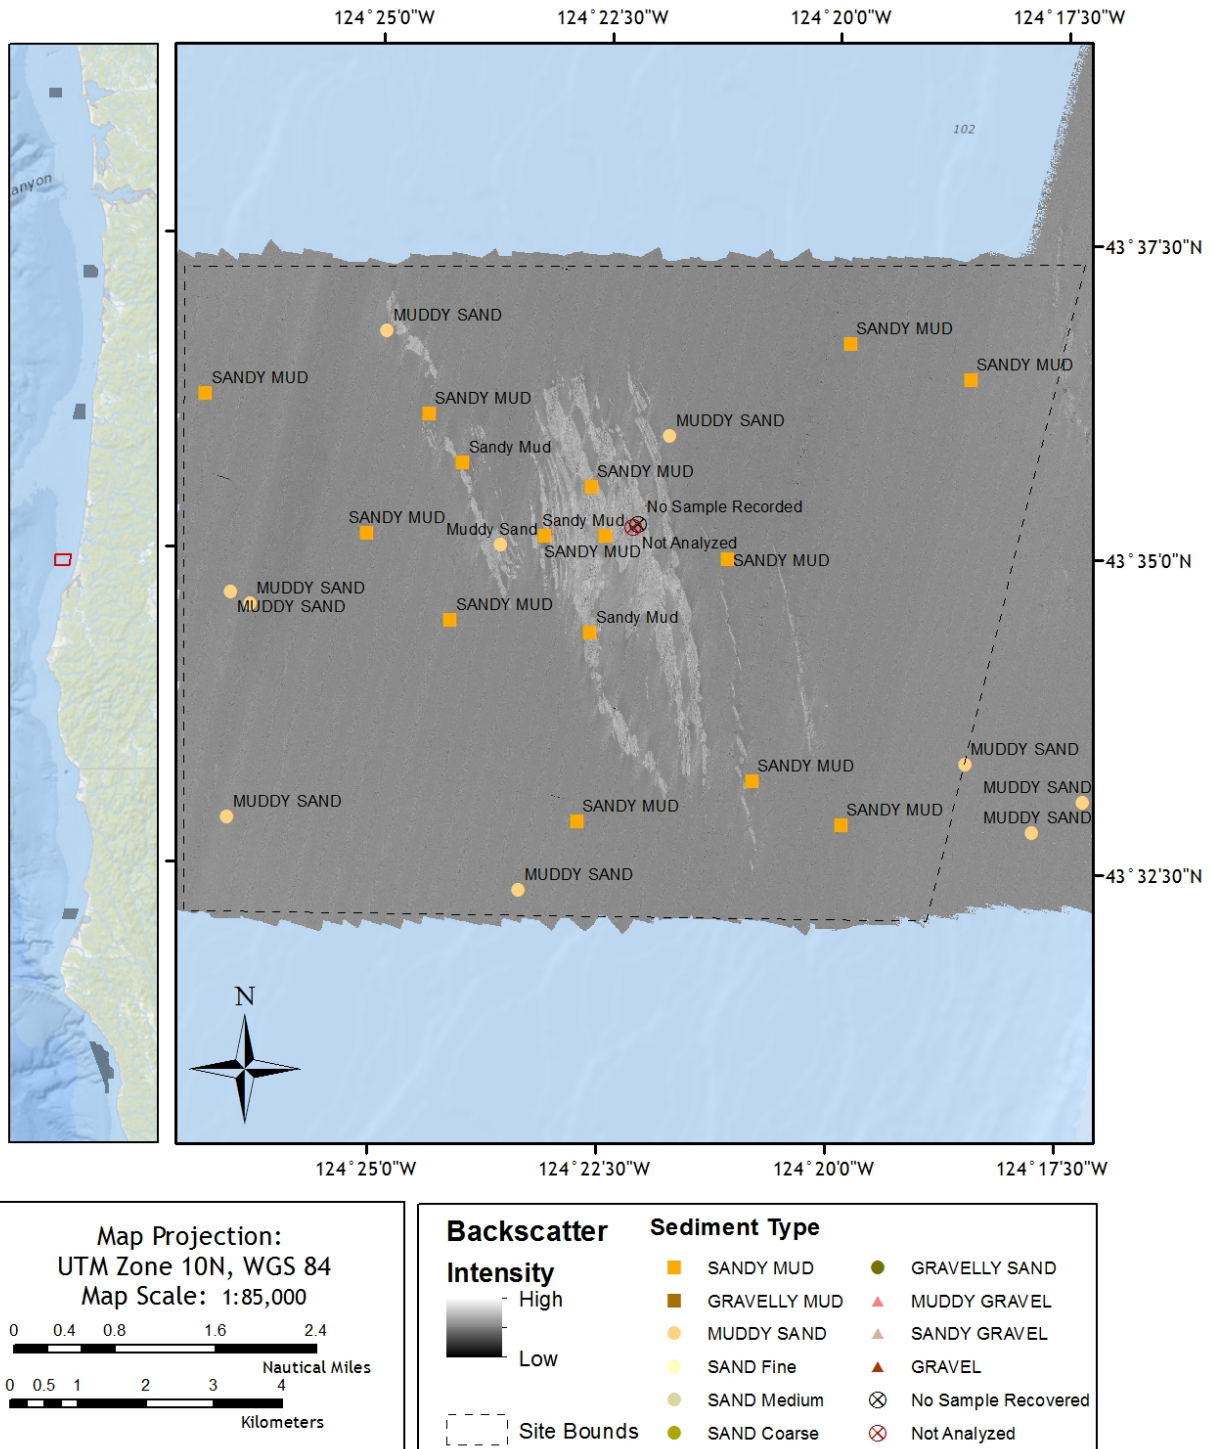 124°25'0"W 124°22'30"W 124°20'0"W 124°17'30"W
anyon
102
43°37'30"N
MUDDY SAND
SANDY MUD
SANDY MUD
SANDY MUD
SANDY MUD
MUDDY SAND
Sandy Mud
SANDY MUD
No Sample Recorded
SANDY MUD
Sandy Mud
Muddy Sand
Not Analyzed
SANDY MUD
SANDY MUD
43°35'0"N
MUDDY SAND
MUDDY SAND
SANDY MUD
Sandy Mud
MUDDY SAND
SANDY MUD
MUDDY SAND
MUDDY SAND
SANDY MUD
SANDY MUD
MUDDY SAND
MUDDY SAND
43°32'30"N
N
124°25'0"W 124°22'30"W 124°20'0"W 124°17'30"W
Map Projection:
UTM Zone 10N, WGS 84
Map Scale: 1:85,000
0 0.4 0.8 1.6 2.4
Nautical Miles
0 0.5 1 2 3 4
Kilometers
Backscatter
Intensity
High
Low
Site Bounds
Sediment Type
SANDY MUD
GRAVELLY MUD
MUDDY SAND
SAND Fine
SAND Medium
SAND Coarse
GRAVELLY SAND
MUDDY GRAVEL
SANDY GRAVEL
GRAVEL
No Sample Recovered
Not Analyzed